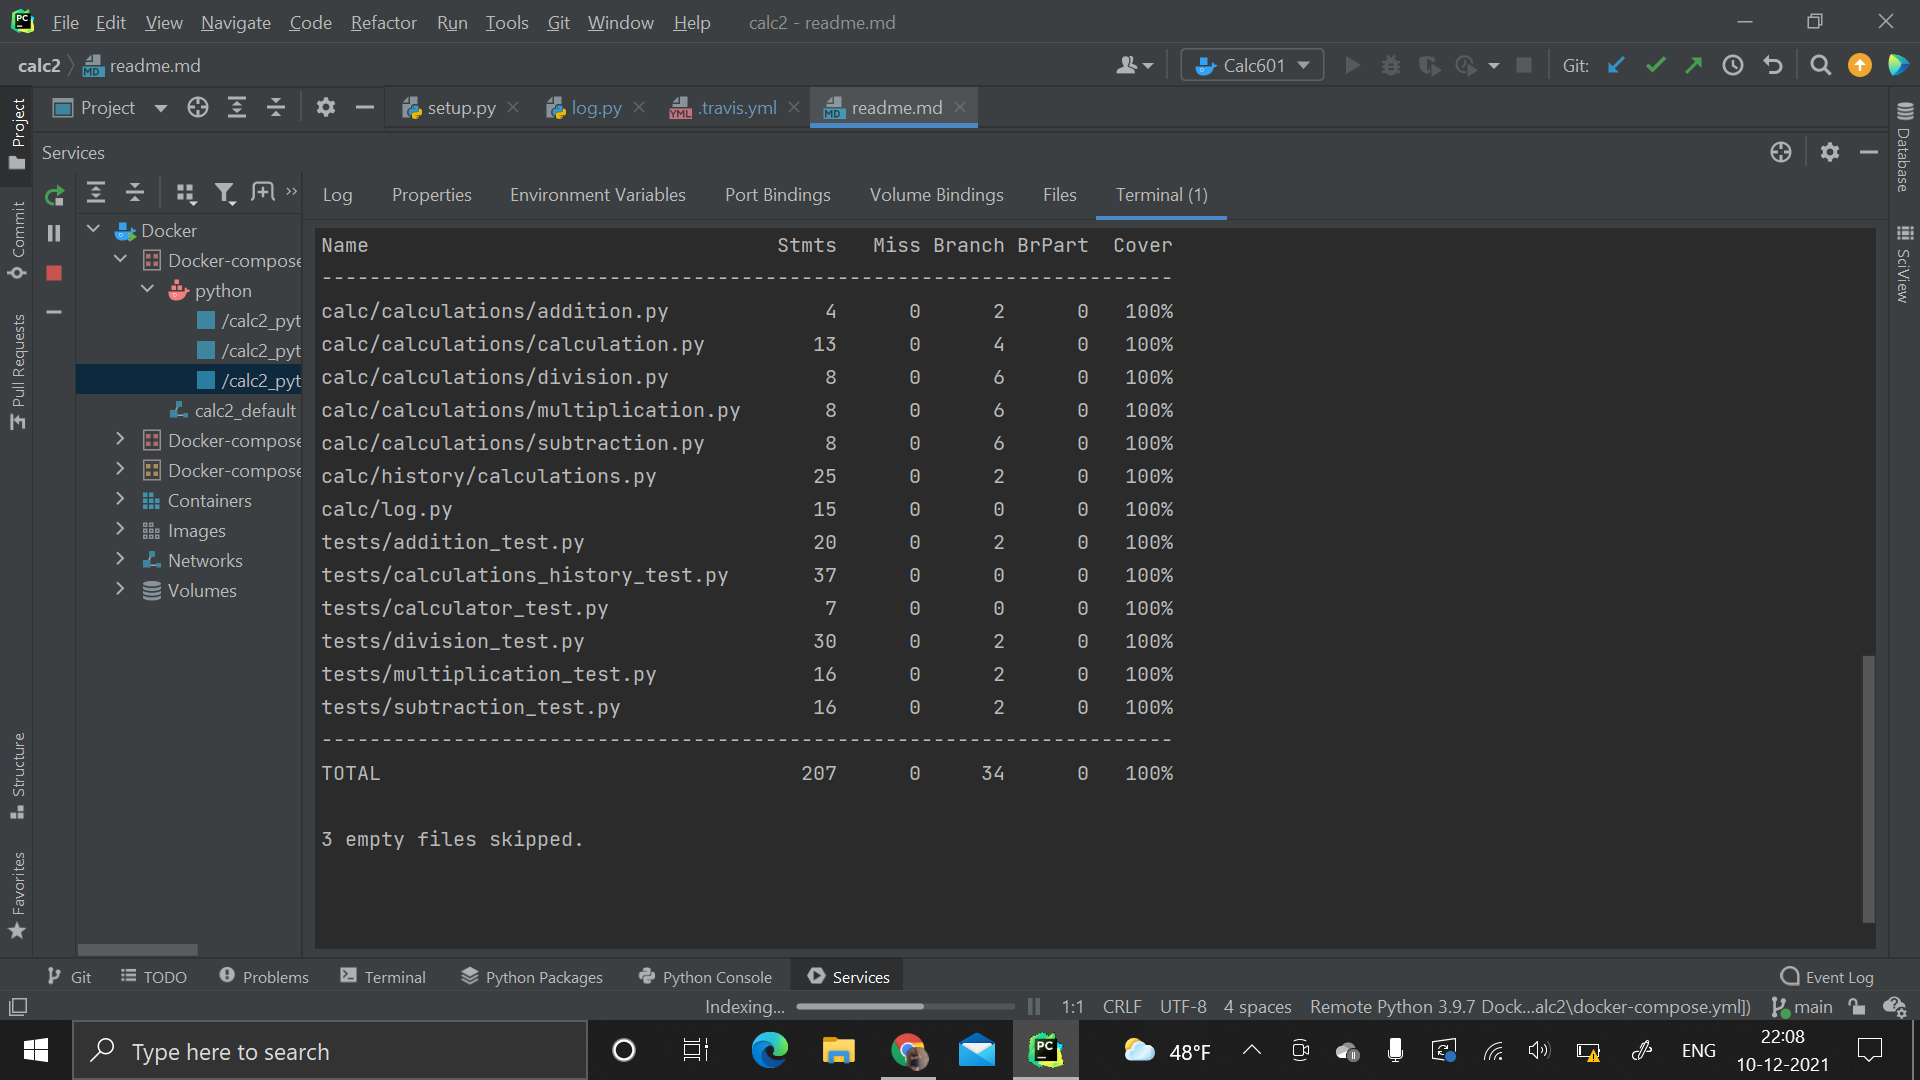 File Edit View Navigate Code Refactor Run Tools Git Window Help calc2 - readme.md
calc2 readme.md Calc601 Git:
Project setup.py log.py .travis.yml readme.md
Services
Log Properties Environment Variables Port Bindings Volume Bindings Files Terminal (1)
Project
Commit
Pull Requests
Structure
Favorites
Docker
Docker-compose
python
/calc2_pyt
/calc2_pyt
/calc2_pyt
calc2_default
Docker-compose
Docker-compose
Containers
Images
Networks
Volumes
Name Stmts Miss Branch BrPart Cover
-----------------------------------------------------------------------
calc/calculations/addition.py 4 0 2 0 100%
calc/calculations/calculation.py 13 0 4 0 100%
calc/calculations/division.py 8 0 6 0 100%
calc/calculations/multiplication.py 8 0 6 0 100%
calc/calculations/subtraction.py 8 0 6 0 100%
calc/history/calculations.py 25 0 2 0 100%
calc/log.py 15 0 0 0 100%
tests/addition_test.py 20 0 2 0 100%
tests/calculations_history_test.py 37 0 0 0 100%
tests/calculator_test.py 7 0 0 0 100%
tests/division_test.py 30 0 2 0 100%
tests/multiplication_test.py 16 0 2 0 100%
tests/subtraction_test.py 16 0 2 0 100%
-----------------------------------------------------------------------
TOTAL 207 0 34 0 100%
3 empty files skipped.
Database
SciView
Git TODO Problems Terminal Python Packages Python Console Services Event Log
Indexing... 1:1 CRLF UTF-8 4 spaces Remote Python 3.9.7 Dock...alc2\docker-compose.yml]) main
Type here to search 48°F ENG 22:08
10-12-2021